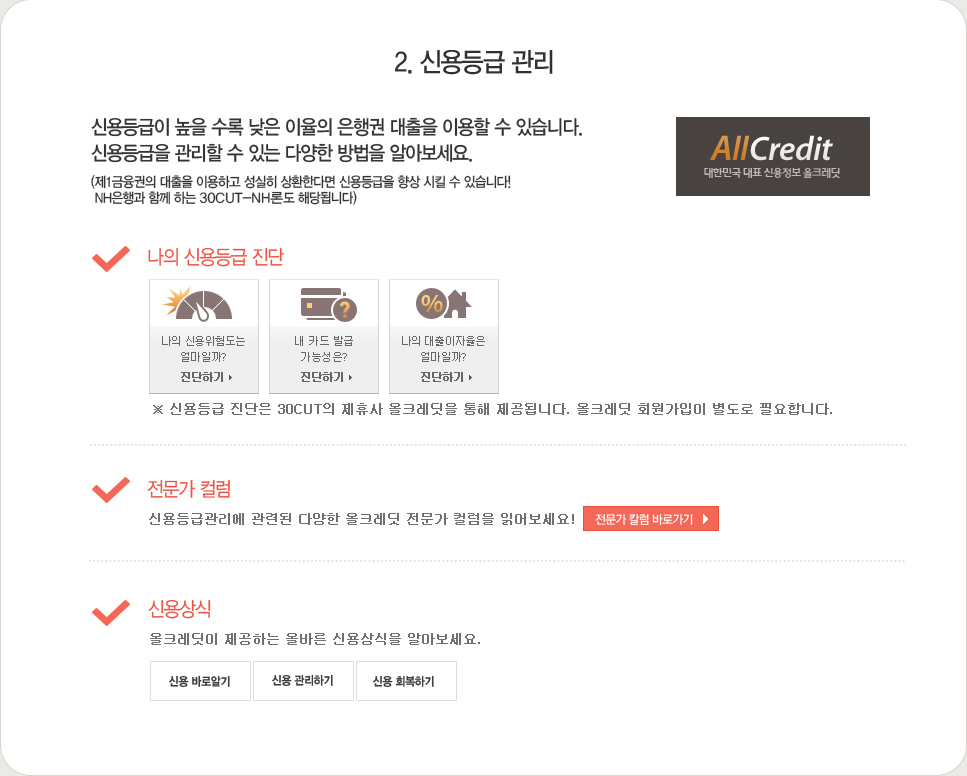 2. 신용등급 관리
신용등급이 높을 수록 낮은 이율의 은행권 대출을 이용할 수 있습니다.
신용등급을 관리할 수 있는 다양한 방법을 알아보세요.
(제1금융권의 대출을 이용하고 성실히 상환한다면 신용등급을 향상 시킬 수 있습니다!
NH은행과 함께 하는 30CUT-NH론도 해당됩니다)
AllCredit
대한민국 대표 신용정보 올크레딧
나의 신용등급 진단
나의 신용위험도는
얼마일까?
진단하기
?
내 카드 발급
가능성은?
진단하기
%
나의 대출이자율은
얼마일까?
진단하기
※ 신용등급 진단은 30CUT의 제휴사 올크레딧을 통해 제공됩니다. 올크레딧 회원가입이 별도로 필요합니다.
전문가 컬럼
신용등급관리에 관련된 다양한 올크레딧 전문가 컬럼을 읽어보세요!
전문가 칼럼 바로가기
신용상식
올크레딧이 제공하는 올바른 신용상식을 알아보세요.
신용 바로알기
신용 관리하기
신용 회복하기